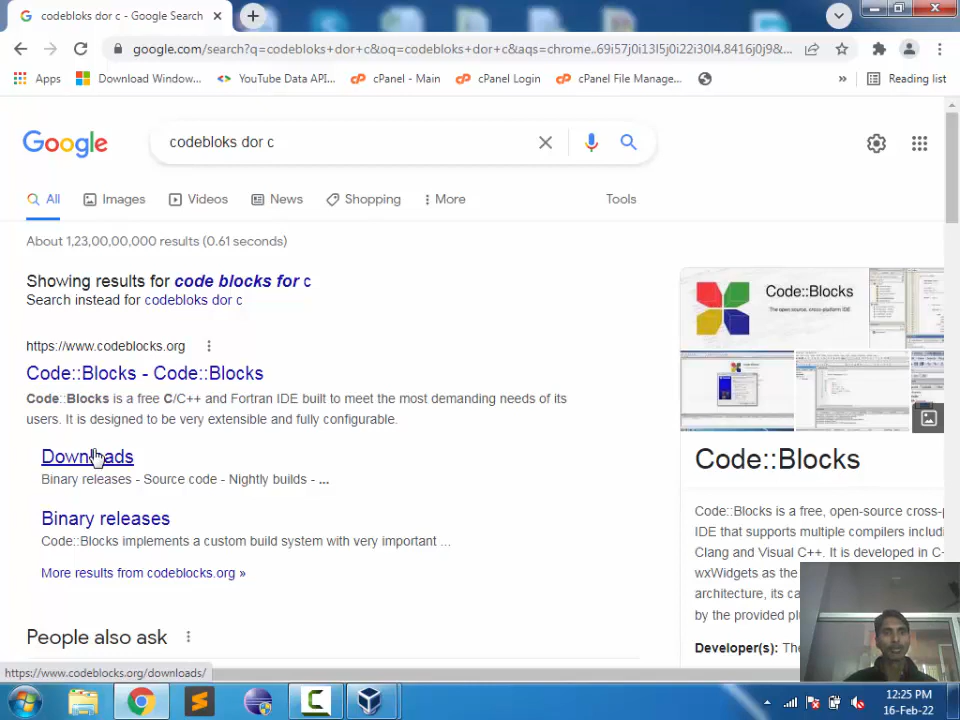 codebloks dor c - Google Search
google.com/search?q=codebloks+dor+c&oq=codebloks+dor+c&aqs=chrome..69i57j0i13l5j0i22i30l4.8416j0j9&...
Apps
Download Window...
YouTube Data API...
cPanel - Main
cPanel Login
cPanel File Manage...
»
Reading list
Google
codebloks dor c
All
Images
Videos
News
Shopping
More
Tools
About 1,23,00,00,000 results (0.61 seconds)
Showing results for code blocks for c
Search instead for codebloks dor c
https://www.codeblocks.org
Code::Blocks - Code::Blocks
Code::Blocks is a free C/C++ and Fortran IDE built to meet the most demanding needs of its
users. It is designed to be very extensible and fully configurable.
Downloads
Binary releases - Source code - Nightly builds - ...
Binary releases
Code::Blocks implements a custom build system with very important ...
More results from codeblocks.org »
People also ask
Code::Blocks
The open source, cross-platform IDE
Code::Blocks
Code::Blocks is a free, open-source cross-
IDE that supports multiple compilers includi
Clang and Visual C++. It is developed in C
wxWidgets as the
architecture, its ca
by the provided pl
Developer(s): The
https://www.codeblocks.org/downloads/
12:25 PM
16-Feb-22